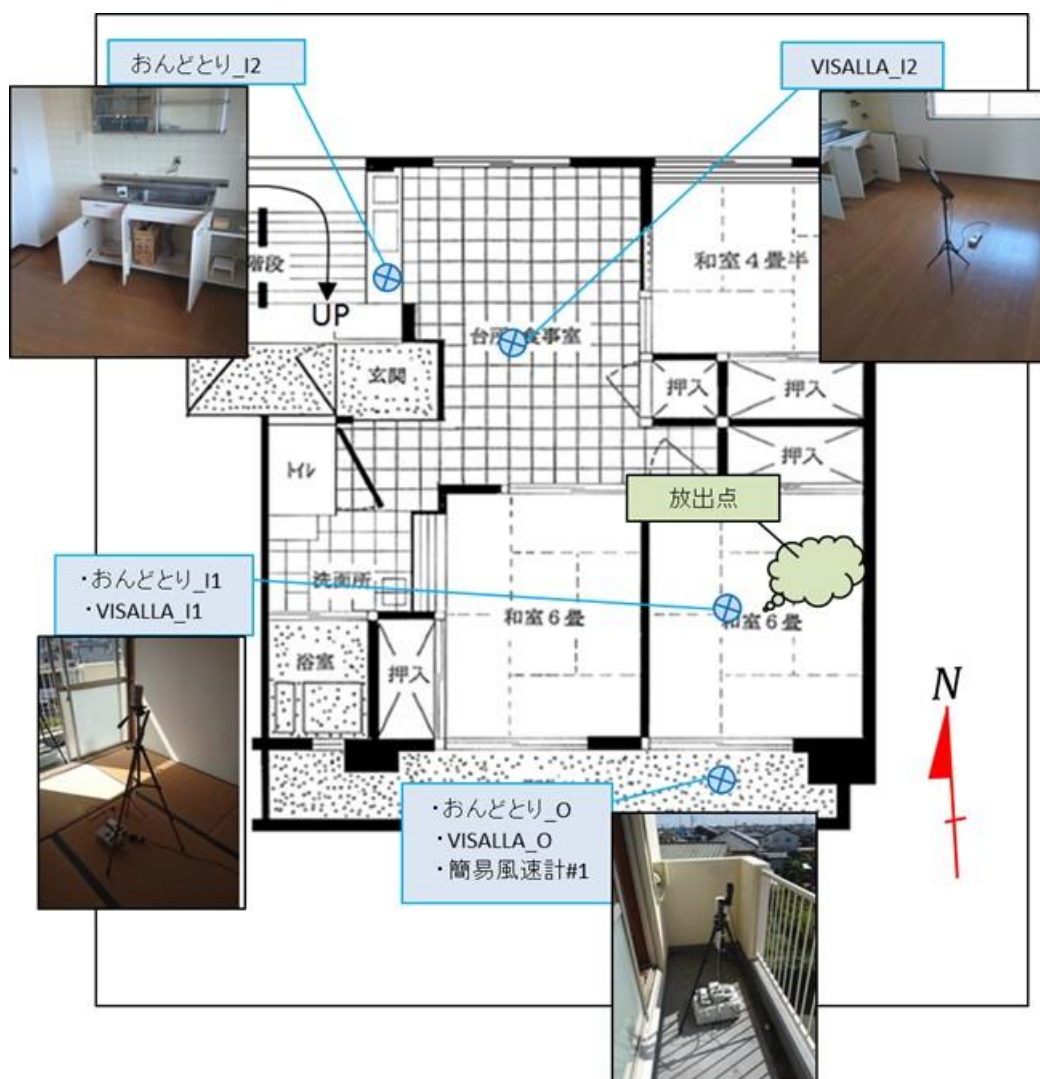 おんどとり_I2
VISALLA_I2
階段
UP
和室４畳半
台所 食事室
玄関
押入
押入
押入
トイレ
放出点
・おんどとり_I1
・VISALLA_I1
洗面所
和室６畳
和室６畳
浴室
押入
N
・おんどとり_O
・VISALLA_O
・簡易風速計#1